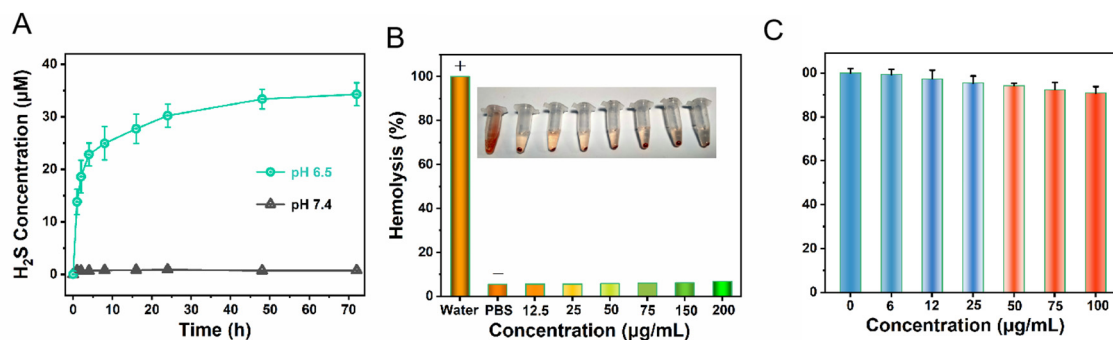 A
H₂S Concentration (μM)
40
30
20
10
0
pH 6.5
pH 7.4
0 10 20 30 40 50 60 70
Time (h)
B
Hemolysis (%)
100
80
60
40
20
0
+
−
Water PBS 12.5 25 50 75 150 200
Concentration (μg/mL)
C
00
80
60
40
20
0
0 6 12 25 50 75 100
Concentration (μg/mL)